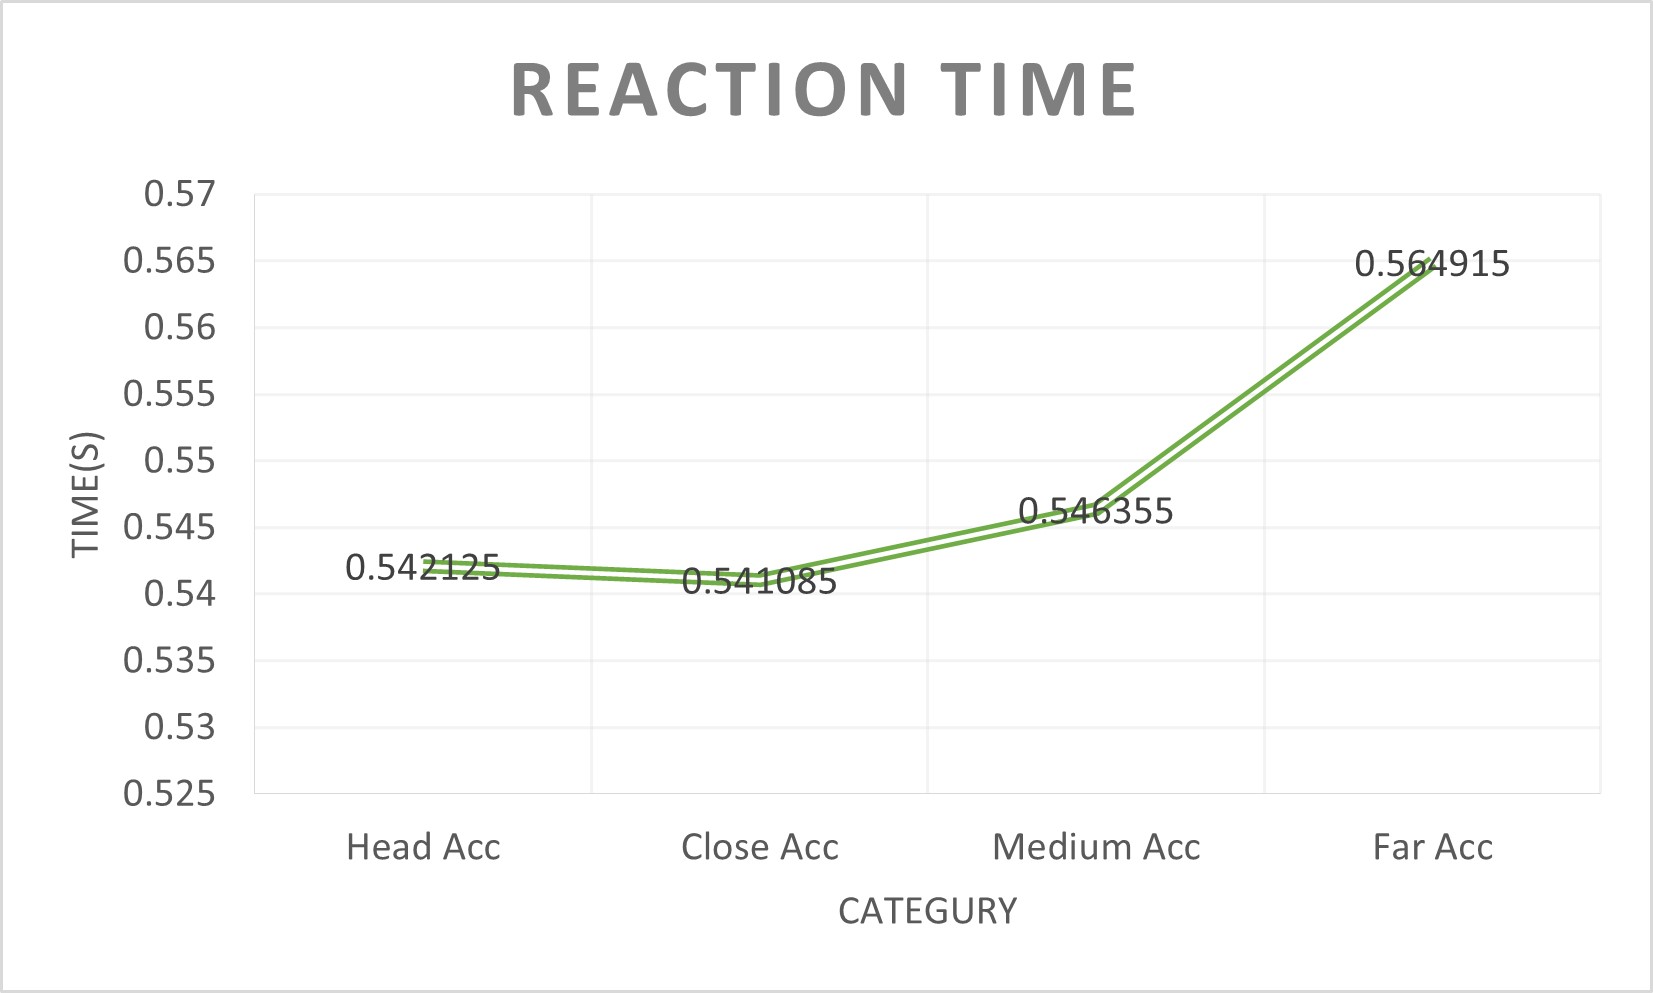 REACTION TIME
0.57
0.565
0.56
0.555
0.55
0.545
0.54
0.535
0.53
0.525
TIME(S)
0.542125
0.541085
0.546355
0.564915
Head Acc
Close Acc
Medium Acc
Far Acc
CATEGURY